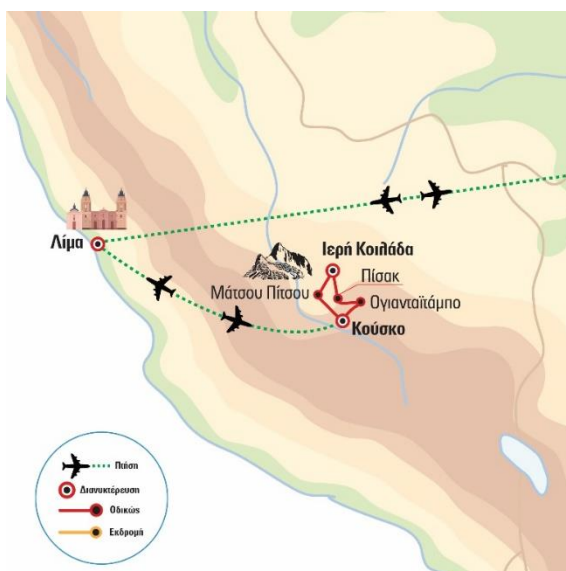 Λίμα
Ιερή Κοιλάδα
Πίσακ
Μάτσου Πίτσου
Ογιανταϊτάμπο
Κούσκο
Πτήση
Διανυκτέρευση
Οδικώς
Εκδρομή